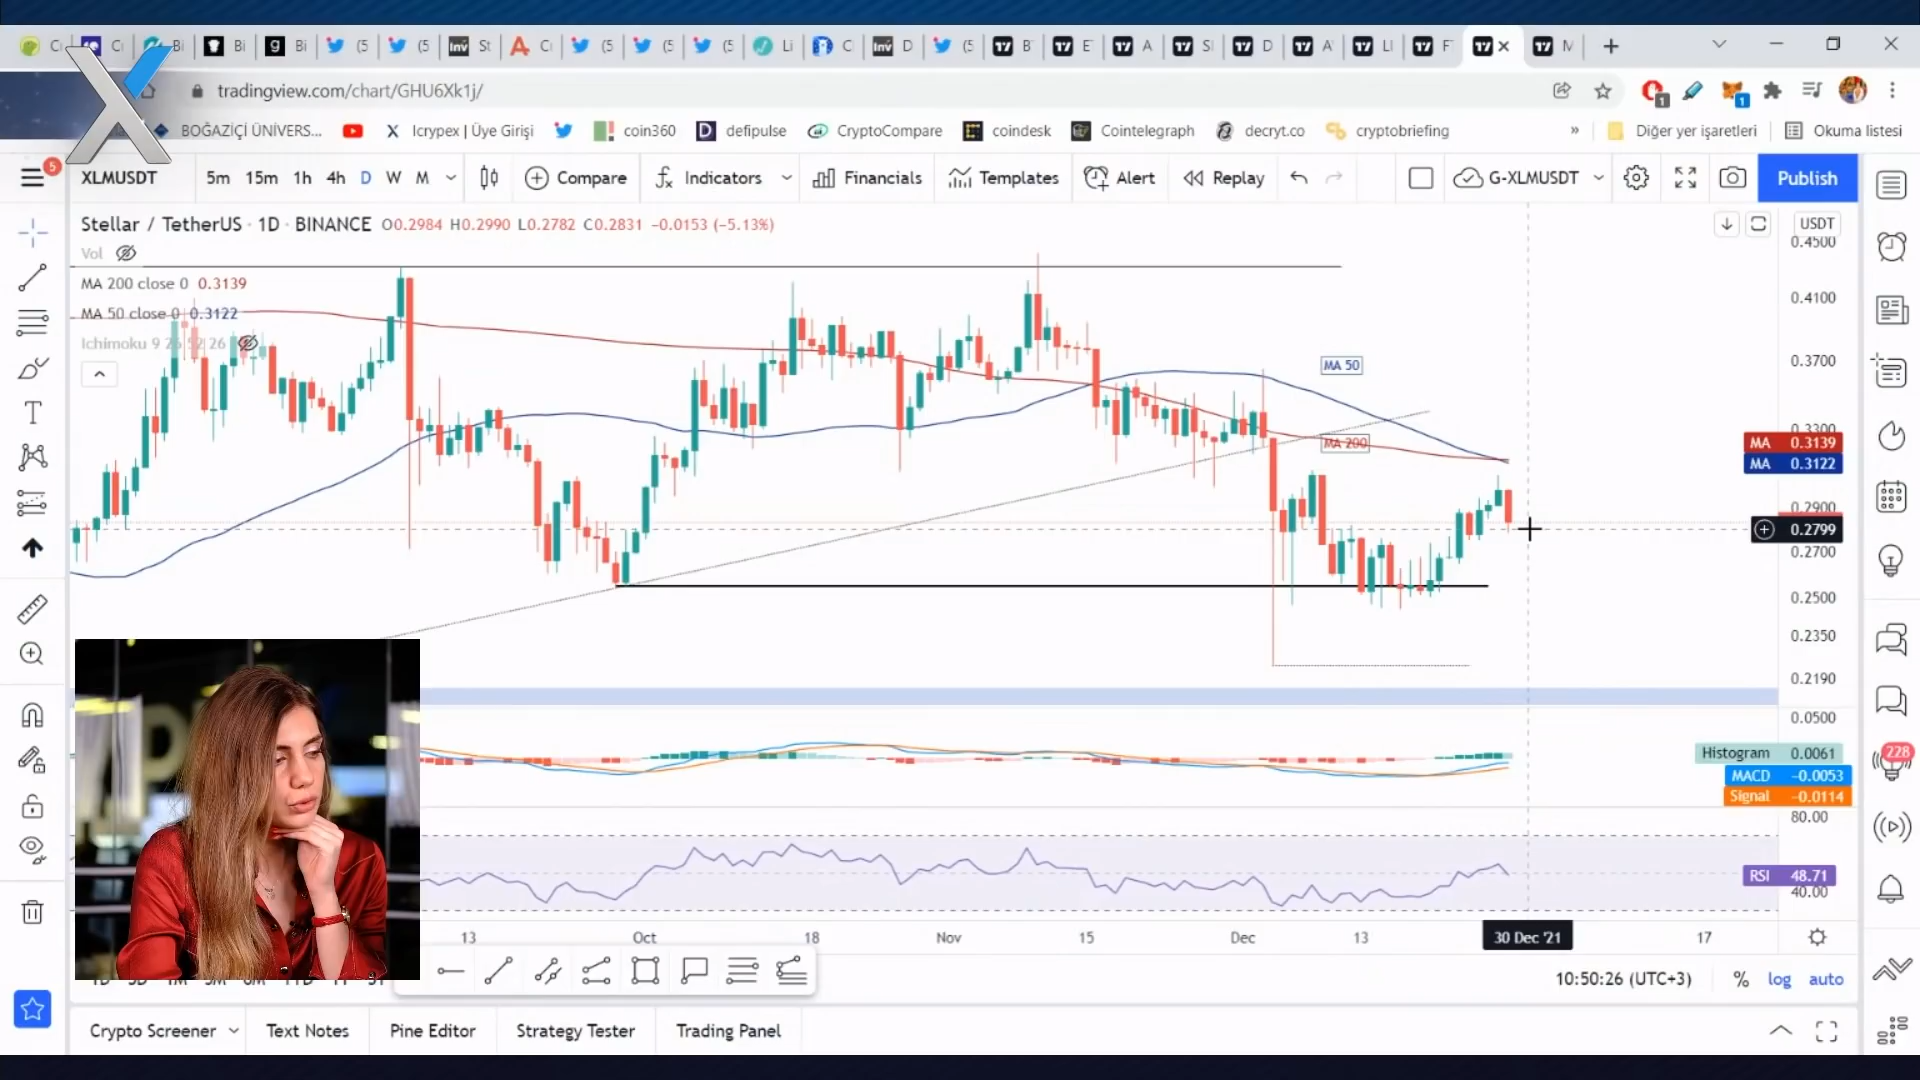 tradingview.com/chart/GHU6Xk1j/
BOĞAZİÇİ ÜNİVERS... Icrypex | Üye Girişi coin360 defipulse CryptoCompare coindesk Cointelegraph decryt.co cryptobriefing » Diğer yer işaretleri Okuma listesi
5 XLMUSDT 5m 15m 1h 4h D W M Compare Indicators Financials Templates Alert Replay G-XLMUSDT Publish
Stellar / TetherUS · 1D · BINANCE O0.2984 H0.2990 L0.2782 C0.2831 −0.0153 (−5.13%) USDT
0.4500
Vol
MA 200 close 0 0.3139
0.4100
MA 50 close 0 0.3122
Ichimoku 9 26 52 26
0.3700
MA 50
0.3300
MA 200
MA 0.3139
MA 0.3122
0.2900
0.2799
0.2700
0.2500
0.2350
0.2190
0.0500
Histogram 0.0061
MACD −0.0053
Signal −0.0114
228
80.00
RSI 48.71
40.00
13 Oct 18 Nov 15 Dec 13 30 Dec '21 17
10:50:26 (UTC+3) % log auto
Crypto Screener Text Notes Pine Editor Strategy Tester Trading Panel